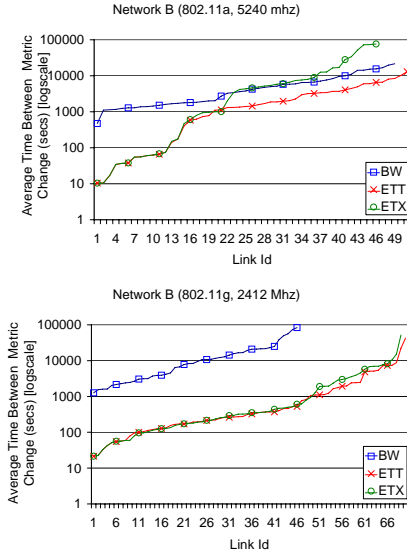 Network B (802.11a, 5240 mhz)
Average Time Between Metric
Change (secs) [logscale]
100000
10000
1000
100
10
1
BW
ETT
ETX
1 4 7 10 13 16 19 22 25 28 31 34 37 40 43 46 49
Link Id
Network B (802.11g, 2412 Mhz)
Average Time Between Metric
Change (secs) [logscale]
100000
10000
1000
100
10
1
BW
ETT
ETX
1 6 11 16 21 26 31 36 41 46 51 56 61 66
Link Id